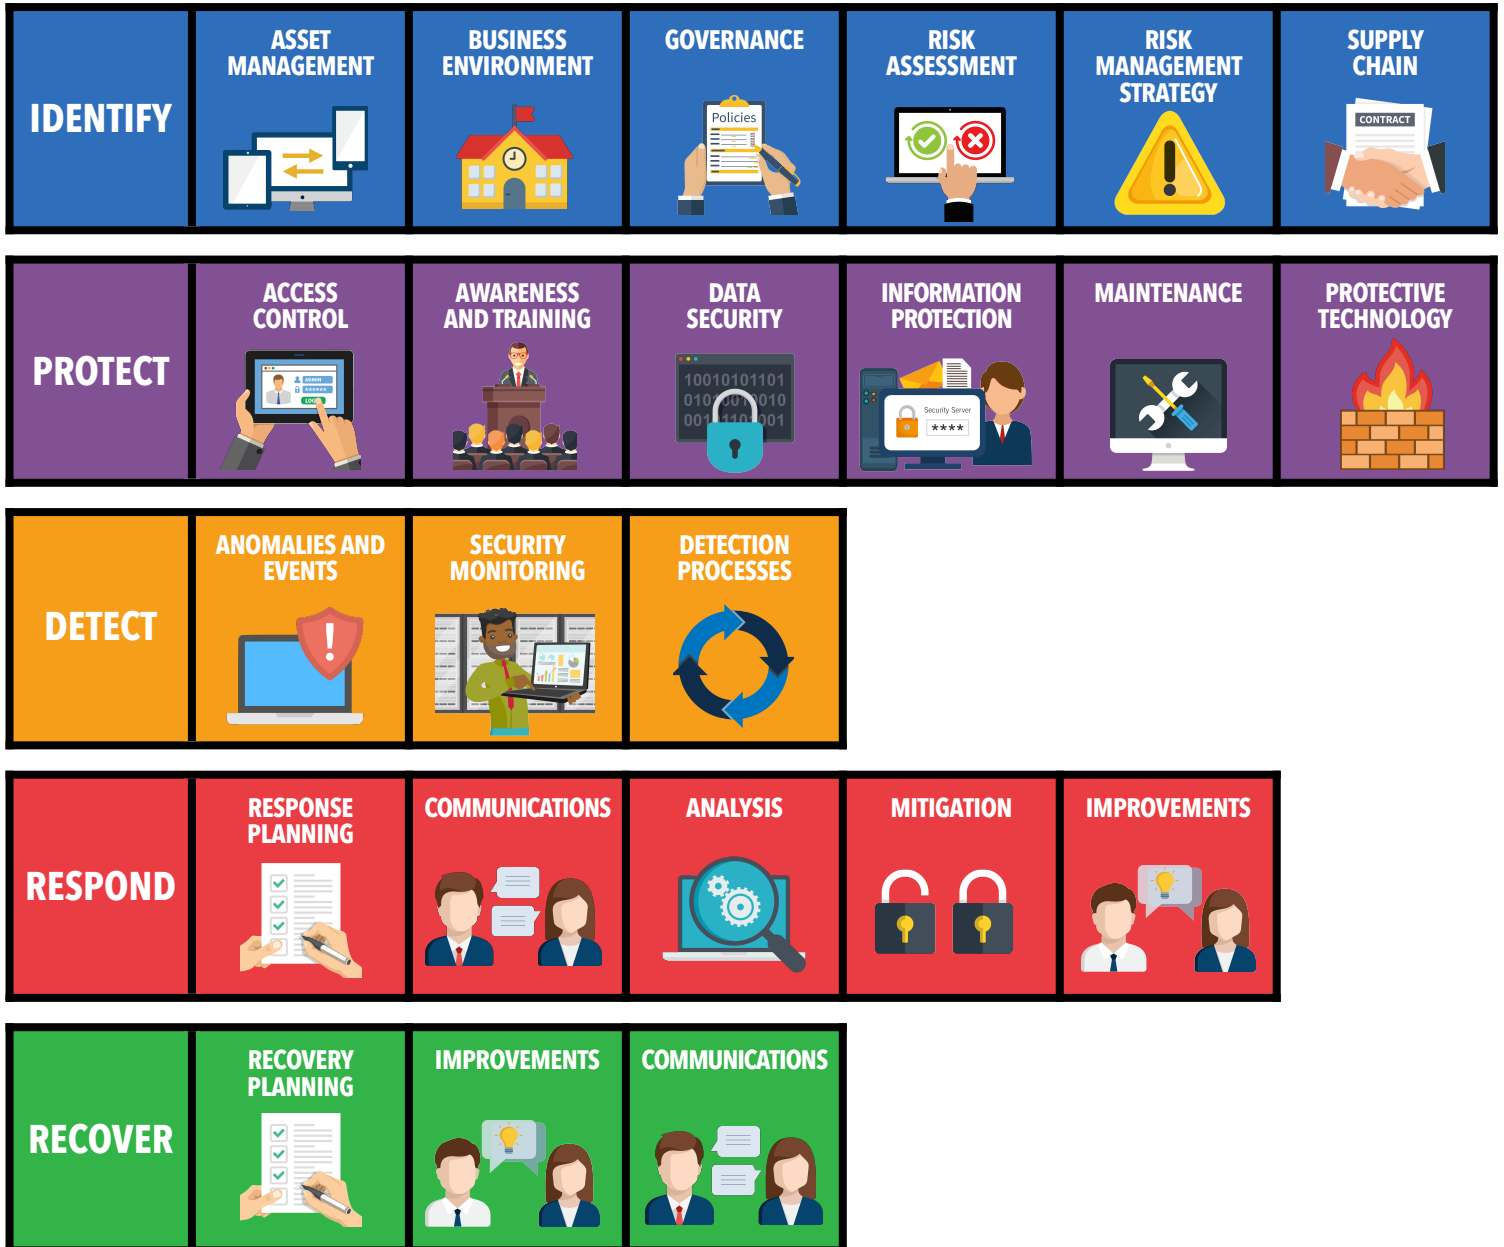 IDENTIFY
ASSET
MANAGEMENT
BUSINESS
ENVIRONMENT
GOVERNANCE
Policies
RISK
ASSESSMENT
RISK
MANAGEMENT
STRATEGY
SUPPLY
CHAIN
CONTRACT
PROTECT
ACCESS
CONTROL
ADMIN
******
AWARENESS
AND TRAINING
DATA
SECURITY
10010101101
INFORMATION
PROTECTION
Security Server
****
MAINTENANCE
PROTECTIVE
TECHNOLOGY
DETECT
ANOMALIES AND
EVENTS
!
SECURITY
MONITORING
DETECTION
PROCESSES
RESPOND
RESPONSE
PLANNING
COMMUNICATIONS
ANALYSIS
MITIGATION
IMPROVEMENTS
RECOVER
RECOVERY
PLANNING
IMPROVEMENTS
COMMUNICATIONS